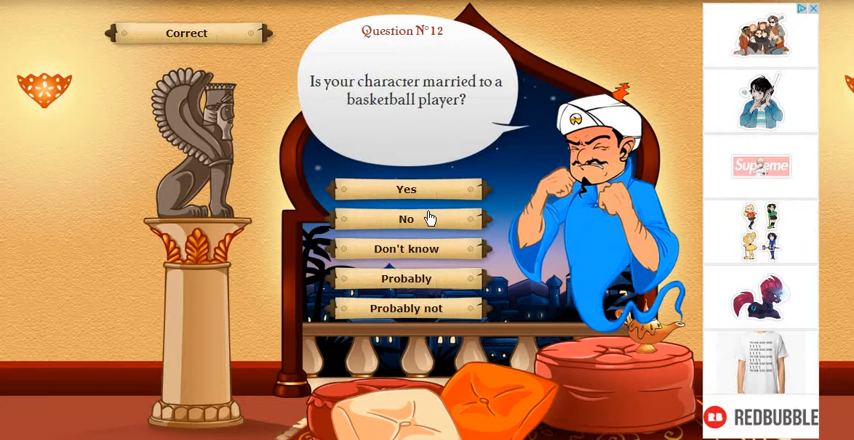 Correct
Question N°12
Is your character married to a
basketball player?
Yes
No
Don't know
Probably
Probably not
Supreme
REDBUBBLE